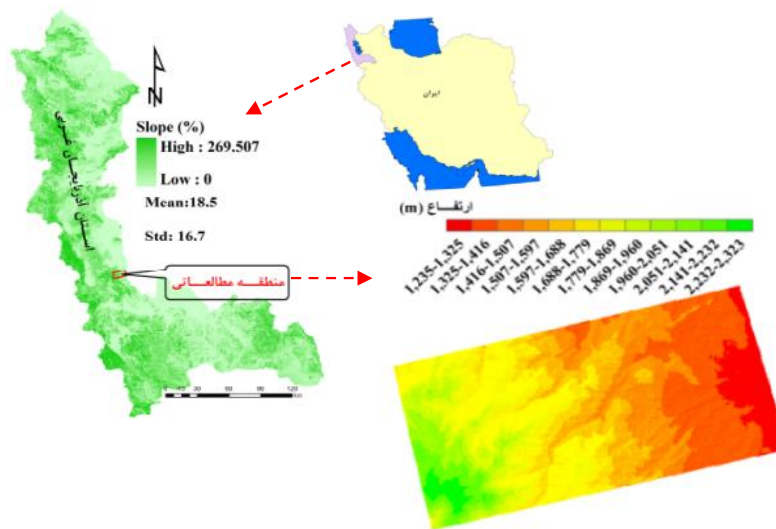 ایران
N
Slope (%)
High : 269.507
Low : 0
Mean:18.5
Std: 16.7
استان آذربایجان غربی
منطقه مطالعاتی
ارتفاع (m)
1,235-1,325
1,325-1,416
1,416-1,507
1,507-1,597
1,597-1,688
1,688-1,779
1,779-1,869
1,869-1,960
1,960-2,051
2,051-2,141
2,141-2,232
2,232-2,323